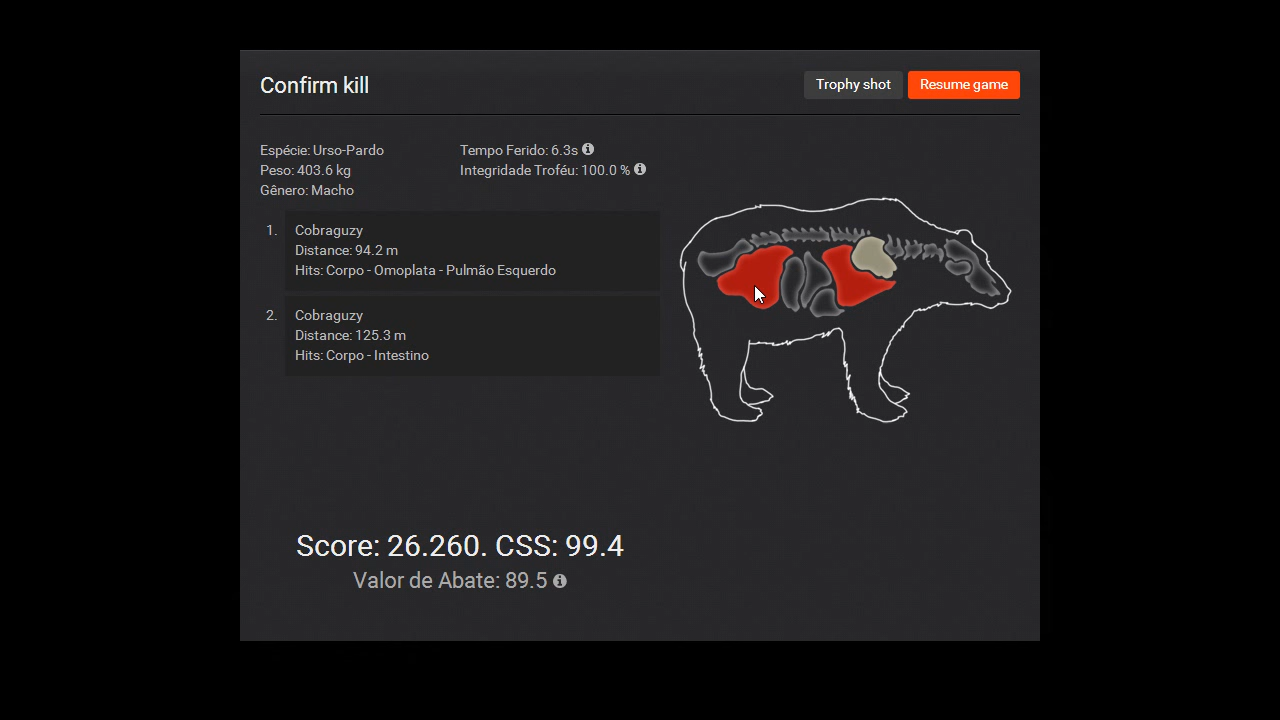 Confirm kill
Trophy shot
Resume game
Espécie: Urso-Pardo
Peso: 403.6 kg
Gênero: Macho
Tempo Ferido: 6.3s
Integridade Troféu: 100.0 %
1.
Cobraguzy
Distance: 94.2 m
Hits: Corpo - Omoplata - Pulmão Esquerdo
2.
Cobraguzy
Distance: 125.3 m
Hits: Corpo - Intestino
Score: 26.260. CSS: 99.4
Valor de Abate: 89.5